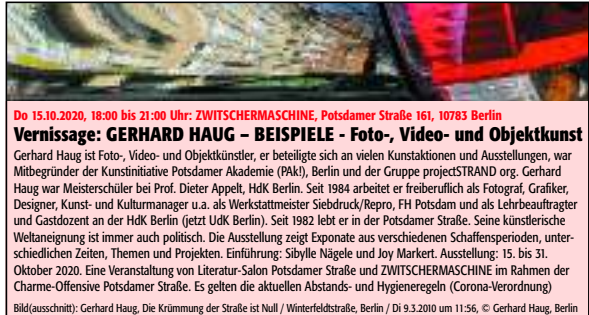 Do 15.10.2020, 18:00 bis 21:00 Uhr: ZWITSCHERMASCHINE, Potsdamer Straße 161, 10783 Berlin
Vernissage: GERHARD HAUG – BEISPIELE - Foto-, Video- und Objektkunst
Gerhard Haug ist Foto-, Video- und Objektkünstler, er beteiligte sich an vielen Kunstaktionen und Ausstellungen, war
Mitbegründer der Kunstinitiative Potsdamer Akademie (PAk!), Berlin und der Gruppe projectSTRAND org. Gerhard
Haug war Meisterschüler bei Prof. Dieter Appelt, HdK Berlin. Seit 1984 arbeitet er freiberuflich als Fotograf, Grafiker,
Designer, Kunst- und Kulturmanager u.a. als Werkstattmeister Siebdruck/Repro, FH Potsdam und als Lehrbeauftragter
und Gastdozent an der HdK Berlin (jetzt UdK Berlin). Seit 1982 lebt er in der Potsdamer Straße. Seine künstlerische
Weltaneignung ist immer auch politisch. Die Ausstellung zeigt Exponate aus verschiedenen Schaffensperioden, unter-
schiedlichen Zeiten, Themen und Projekten. Einführung: Sibylle Nägele und Joy Markert. Ausstellung: 15. bis 31.
Oktober 2020. Eine Veranstaltung von Literatur-Salon Potsdamer Straße und ZWITSCHERMASCHINE im Rahmen der
Charme-Offensive Potsdamer Straße. Es gelten die aktuellen Abstands- und Hygieneregeln (Corona-Verordnung)
Bild(ausschnitt): Gerhard Haug, Die Krümmung der Straße ist Null / Winterfeldtstraße, Berlin / Di 9.3.2010 um 11:56, © Gerhard Haug, Berlin